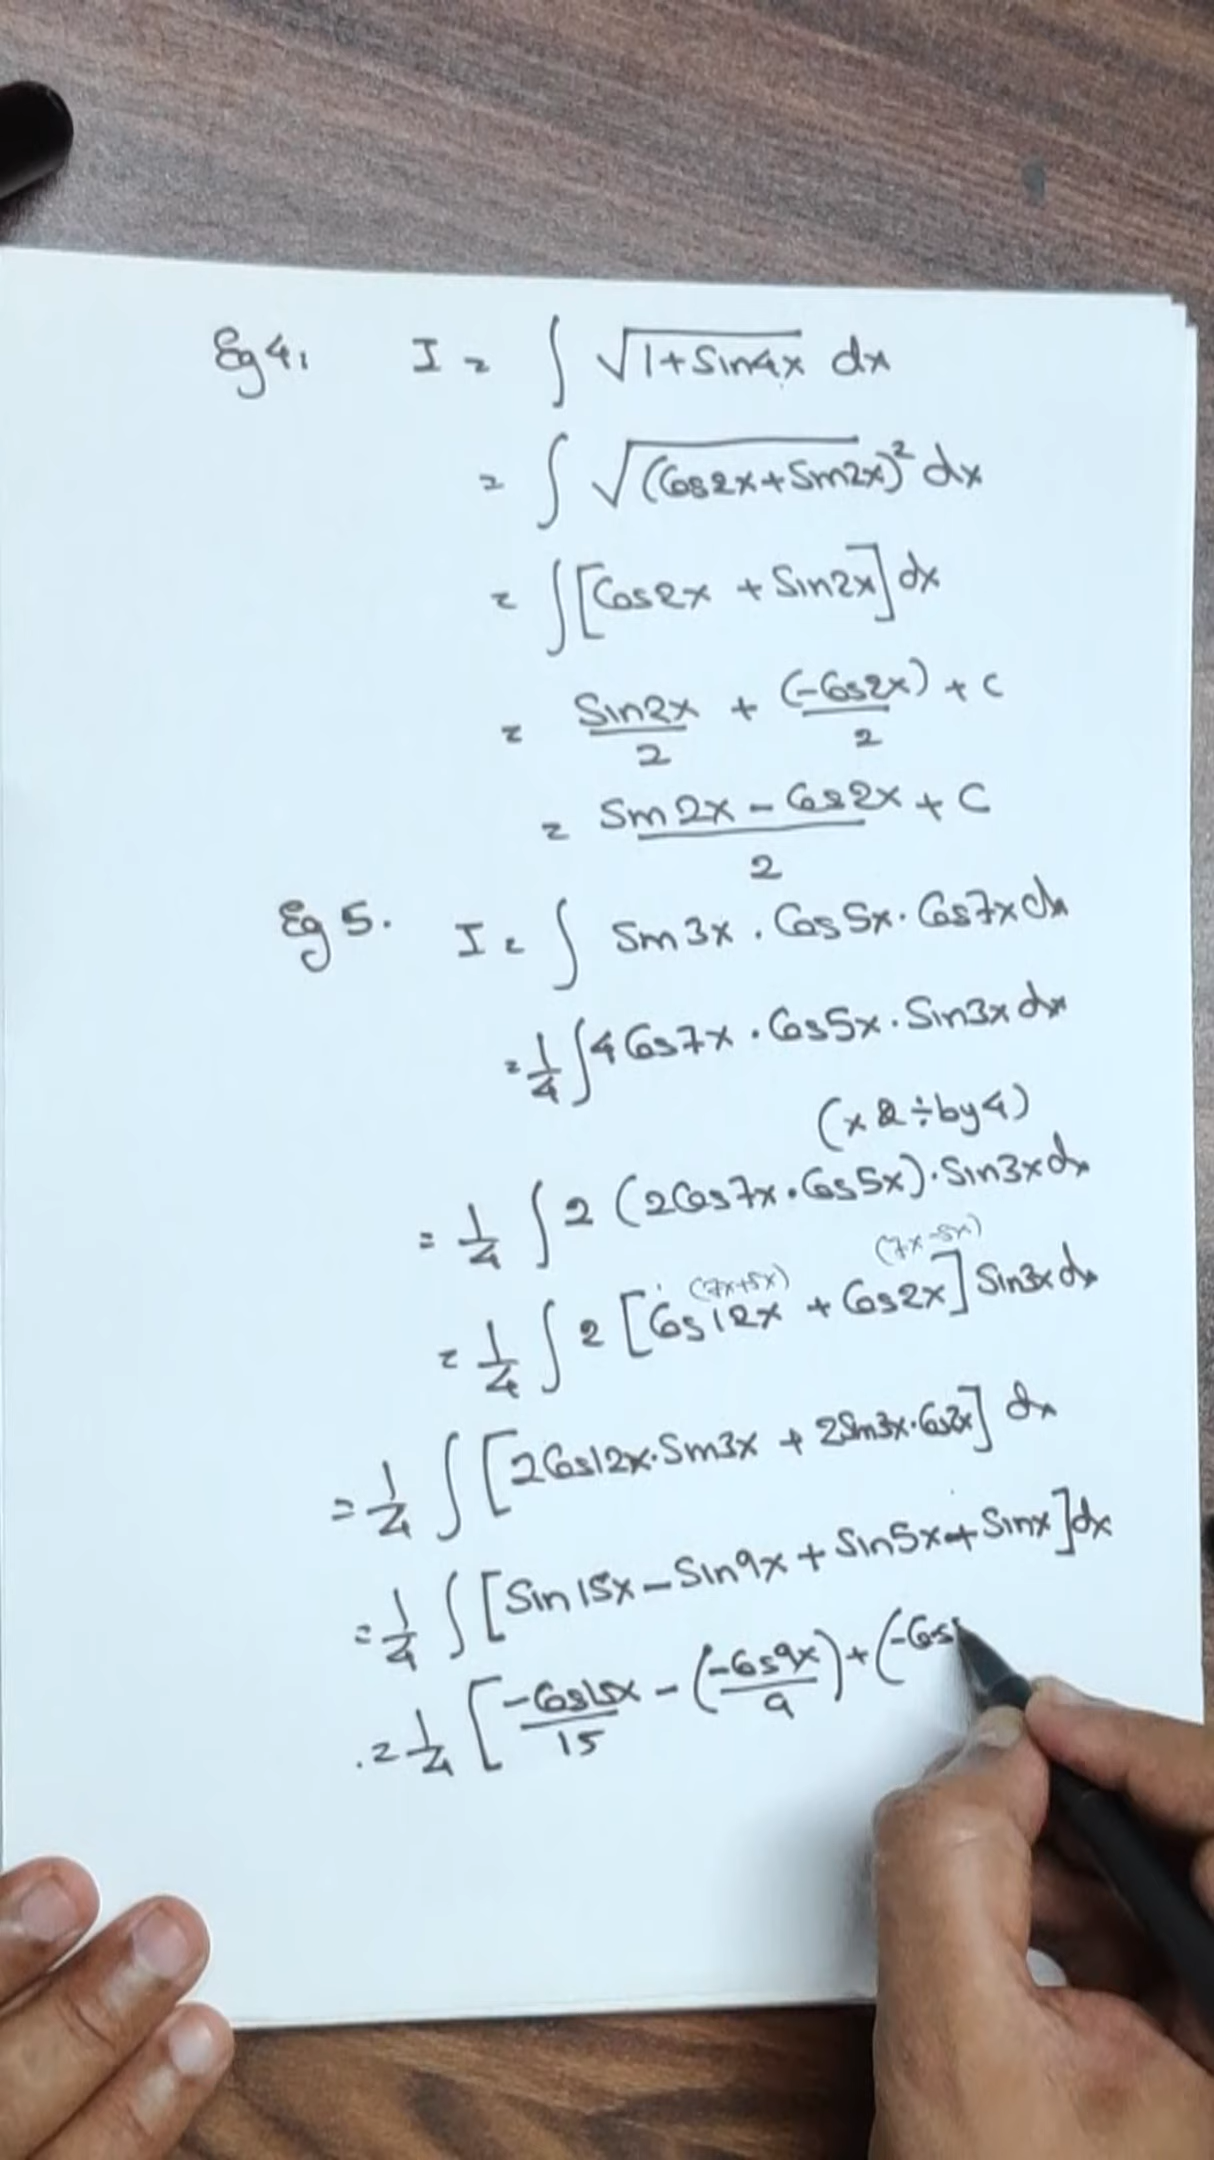 Eg 4. I = ∫ √(1+Sin4x) dx
= ∫ √((Cos2x+Sin2x)²) dx
= ∫[Cos2x + Sin2x] dx
= Sin2x/2 + (-Cos2x)/2 + C
= (Sin2x - Cos2x)/2 + C
Eg 5. I = ∫ Sin3x . Cos5x . Cos7x dx
= 1/4 ∫4 Cos7x . Cos5x . Sin3x dx
(x & ÷ by 4)
= 1/4 ∫ 2 (2Cos7x . Cos5x) . Sin3x dx
(7x+5x) (7x-5x)
= 1/4 ∫ 2 [Cos12x + Cos2x] Sin3x dx
= 1/4 ∫ [2Cos12x.Sin3x + 2Sin3x.Cos2x] dx
= 1/4 ∫ [Sin15x - Sin9x + Sin5x + Sinx] dx
= 1/4 [-Cos15x/15 - (-Cos9x/9) + (-Cos